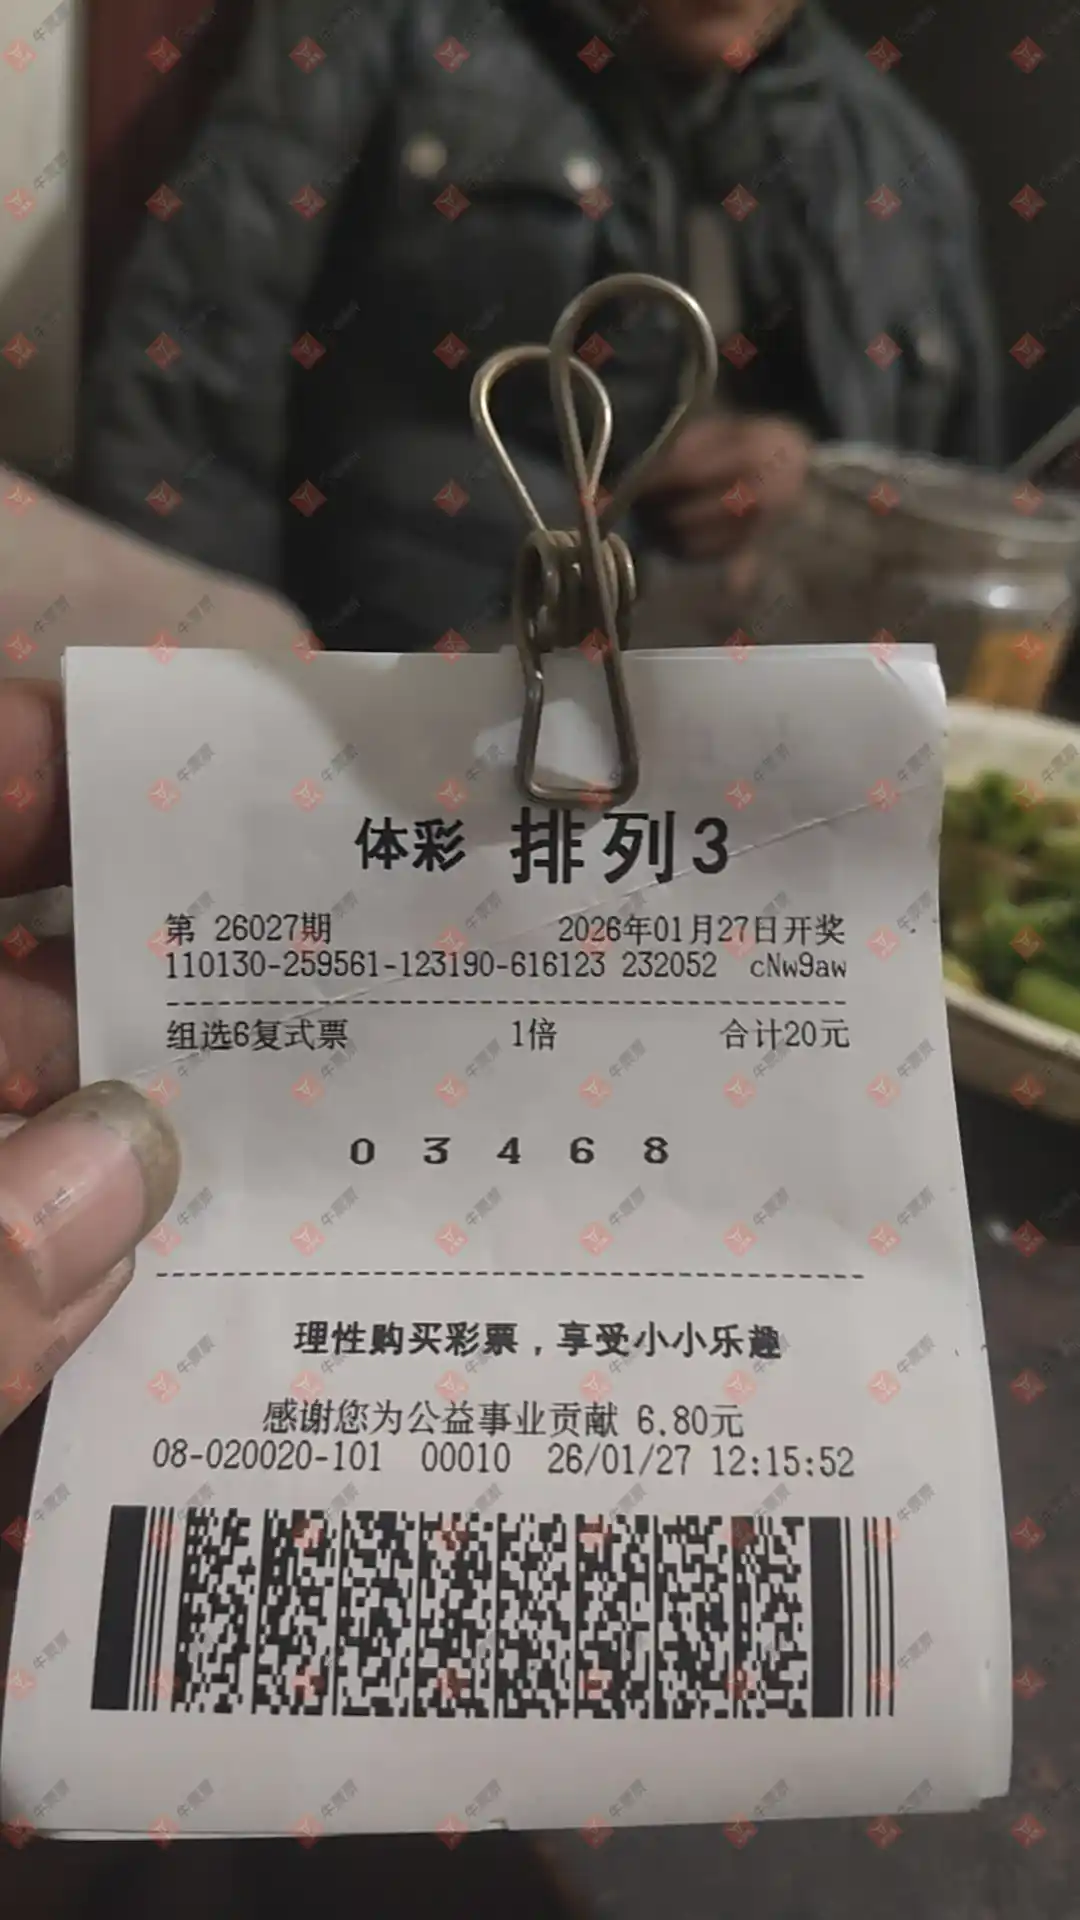 体彩 排列3
第 26027期 2026年01月27日开奖
110130-259561-123190-616123 232052 cNw9aw
组选6复式票 1倍 合计20元
0 3 4 6 8
理性购买彩票，享受小小乐趣
感谢您为公益事业贡献 6.80元
08-020020-101 00010 26/01/27 12:15:52